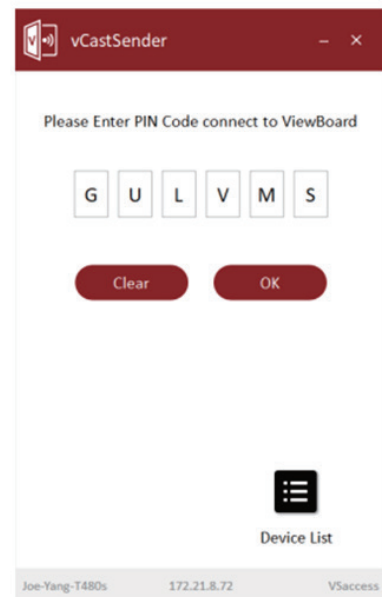 vCastSender
Please Enter PIN Code connect to ViewBoard
G U L V M S
Clear OK
Device List
Joe-Yang-T480s 172.21.8.72 VSaccess